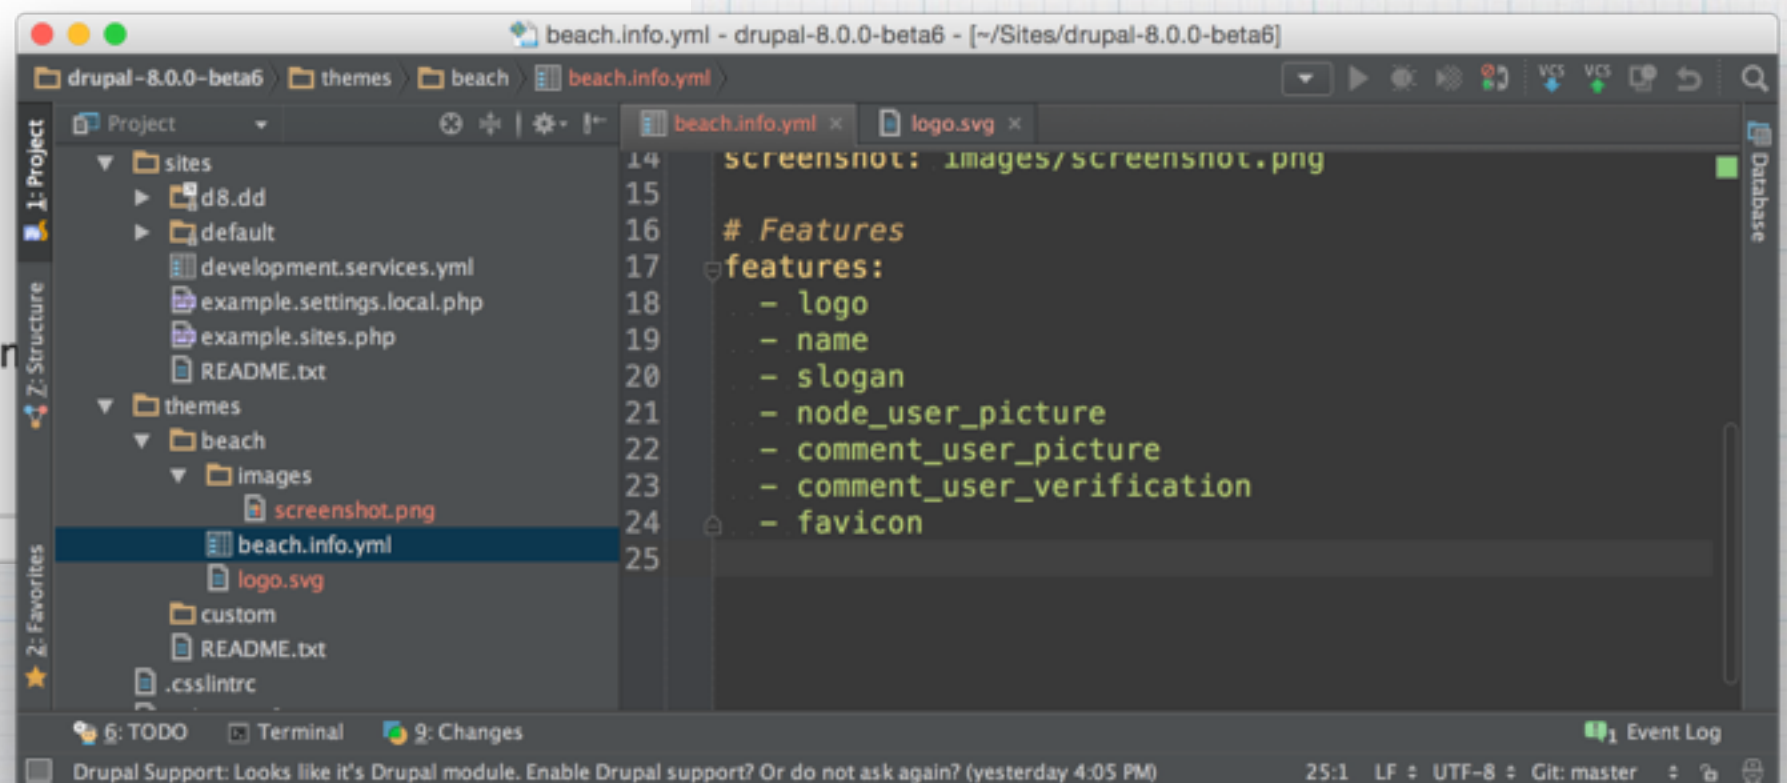 beach.info.yml - drupal-8.0.0-beta6 - [~/Sites/drupal-8.0.0-beta6]
drupal-8.0.0-beta6 themes beach beach.info.yml
VCS VCS
1: Project
Z: Structure
2: Favorites
Project
sites
d8.dd
default
development.services.yml
example.settings.local.php
example.sites.php
README.txt
themes
beach
images
screenshot.png
beach.info.yml
logo.svg
custom
README.txt
.csslintrc
beach.info.yml × logo.svg ×
14 screenshot: images/screenshot.png
15
16 # Features
17 features:
18 - logo
19 - name
20 - slogan
21 - node_user_picture
22 - comment_user_picture
23 - comment_user_verification
24 - favicon
25
Database
6: TODO Terminal 9: Changes
1 Event Log
Drupal Support: Looks like it's Drupal module. Enable Drupal support? Or do not ask again? (yesterday 4:05 PM)
25:1 LF UTF-8 Git: master